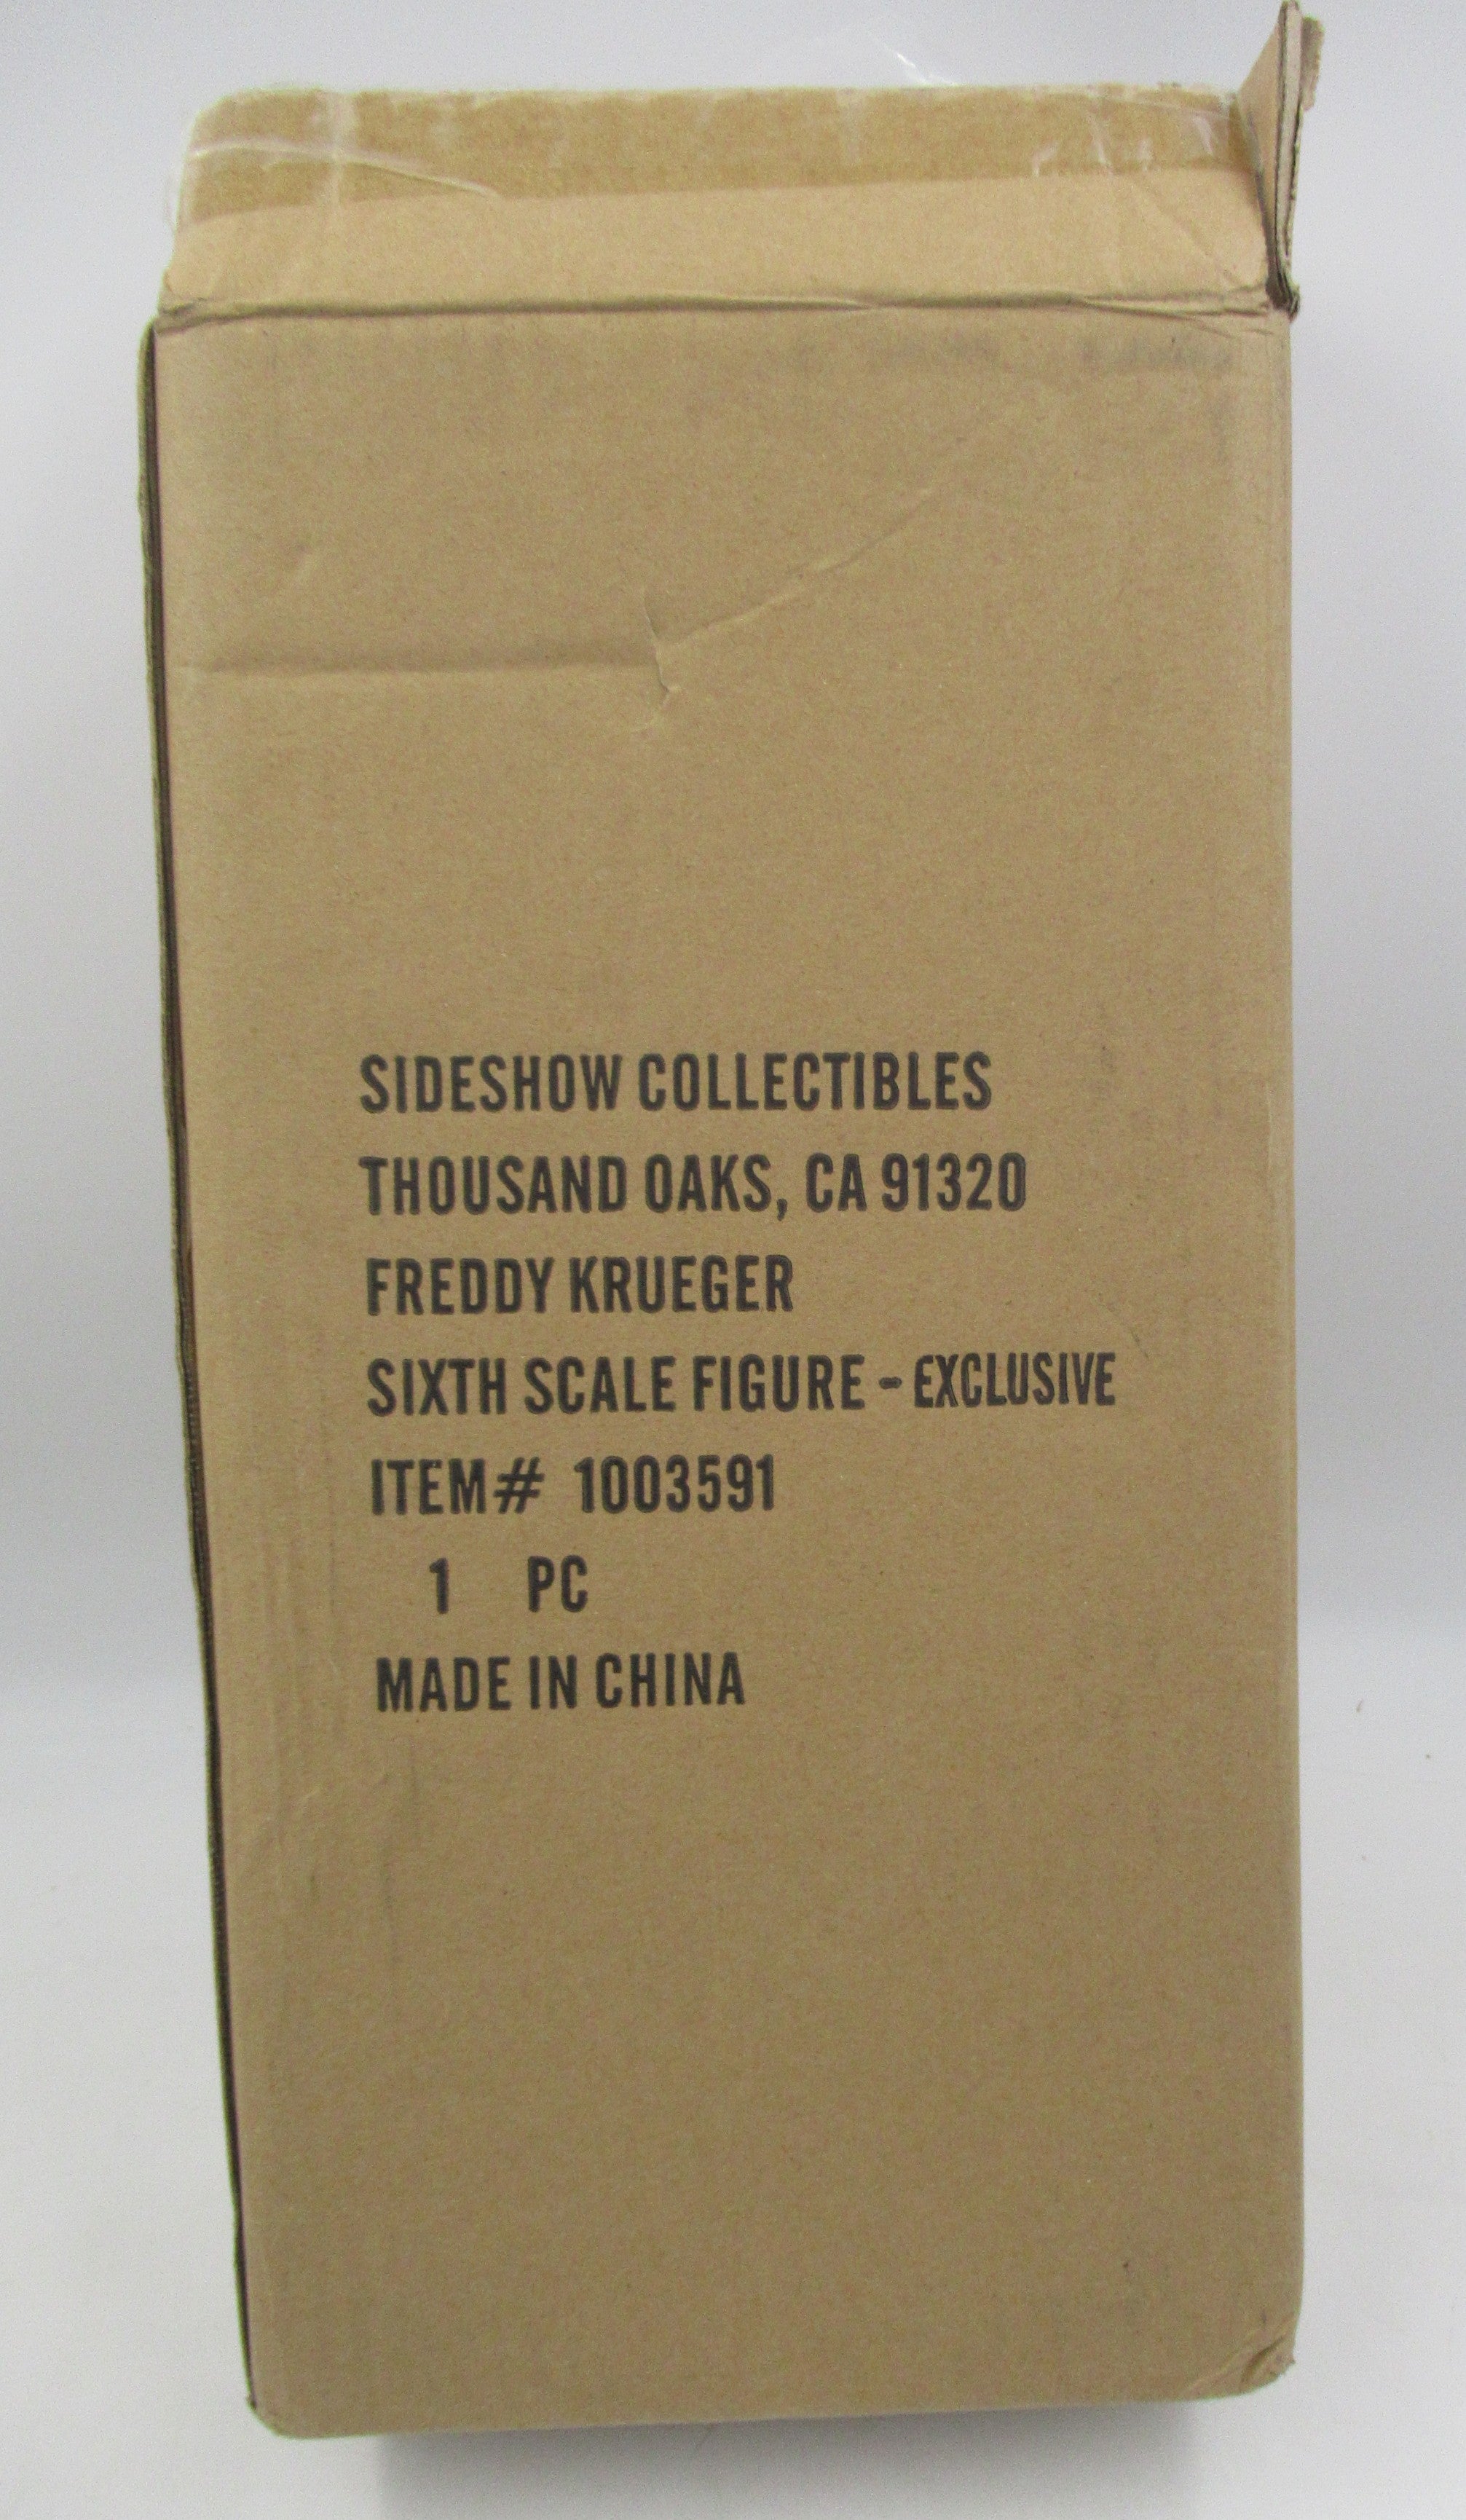 SIDESHOW COLLECTIBLES
THOUSAND OAKS, CA 91320
FREDDY KRUEGER
SIXTH SCALE FIGURE - EXCLUSIVE
ITEM# 1003591
1 PC
MADE IN CHINA